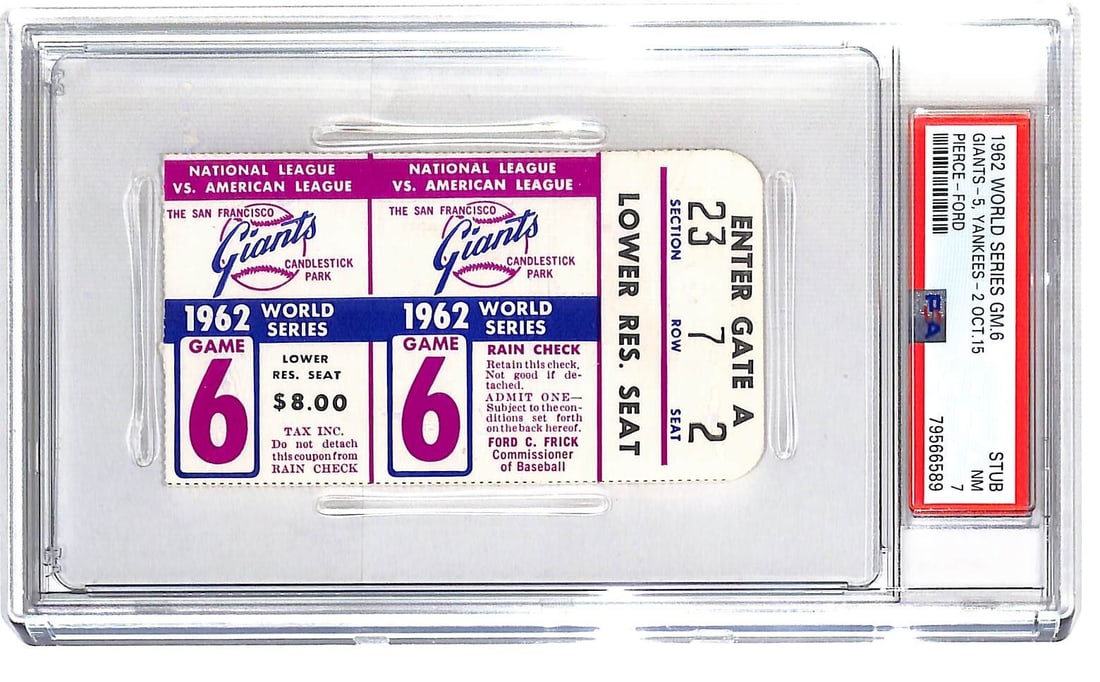 NATIONAL LEAGUE
VS. AMERICAN LEAGUE
THE SAN FRANCISCO
Giants
CANDLESTICK
PARK
1962 WORLD
SERIES
GAME
6
LOWER
RES. SEAT
$8.00
TAX INC.
Do not detach
this coupon from
RAIN CHECK
NATIONAL LEAGUE
VS. AMERICAN LEAGUE
THE SAN FRANCISCO
Giants
CANDLESTICK
PARK
1962 WORLD
SERIES
GAME
6
RAIN CHECK
Retain this check,
Not good if de-
tached.
ADMIT ONE—
Subject to the con-
ditions set forth
on the back hereof.
FORD C. FRICK
Commissioner
of Baseball
LOWER RES. SEAT
SECTION ROW SEAT
23 7 2
ENTER GATE A
1962 WORLD SERIES GM.6
GIANTS-5, YANKEES-2 OCT.15 STUB
PIERCE-FORD NM
7
79566589
PSA